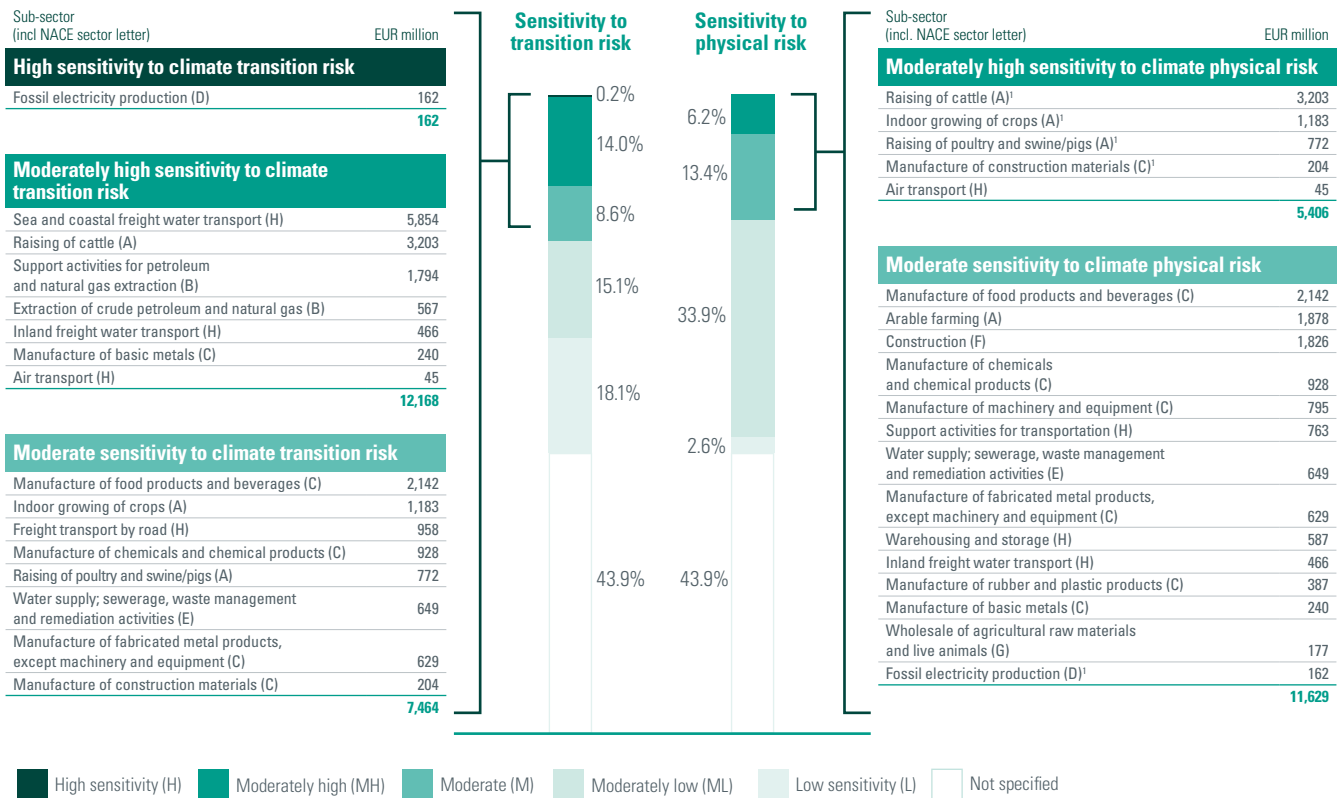 Sub-sector
(incl NACE sector letter) EUR million
High sensitivity to climate transition risk
Fossil electricity production (D) 162
162
Moderately high sensitivity to climate
transition risk
Sea and coastal freight water transport (H) 5,854
Raising of cattle (A) 3,203
Support activities for petroleum
and natural gas extraction (B) 1,794
Extraction of crude petroleum and natural gas (B) 567
Inland freight water transport (H) 466
Manufacture of basic metals (C) 240
Air transport (H) 45
12,168
Moderate sensitivity to climate transition risk
Manufacture of food products and beverages (C) 2,142
Indoor growing of crops (A) 1,183
Freight transport by road (H) 958
Manufacture of chemicals and chemical products (C) 928
Raising of poultry and swine/pigs (A) 772
Water supply; sewerage, waste management
and remediation activities (E) 649
Manufacture of fabricated metal products,
except machinery and equipment (C) 629
Manufacture of construction materials (C) 204
7,464
Sensitivity to
transition risk
0.2%
14.0%
8.6%
15.1%
18.1%
43.9%
Sensitivity to
physical risk
6.2%
13.4%
33.9%
2.6%
43.9%
Sub-sector
(incl. NACE sector letter) EUR million
Moderately high sensitivity to climate physical risk
Raising of cattle (A)¹ 3,203
Indoor growing of crops (A)¹ 1,183
Raising of poultry and swine/pigs (A)¹ 772
Manufacture of construction materials (C)¹ 204
Air transport (H) 45
5,406
Moderate sensitivity to climate physical risk
Manufacture of food products and beverages (C) 2,142
Arable farming (A) 1,878
Construction (F) 1,826
Manufacture of chemicals
and chemical products (C) 928
Manufacture of machinery and equipment (C) 795
Support activities for transportation (H) 763
Water supply; sewerage, waste management
and remediation activities (E) 649
Manufacture of fabricated metal products,
except machinery and equipment (C) 629
Warehousing and storage (H) 587
Inland freight water transport (H) 466
Manufacture of rubber and plastic products (C) 387
Manufacture of basic metals (C) 240
Wholesale of agricultural raw materials
and live animals (G) 177
Fossil electricity production (D)¹ 162
11,629
High sensitivity (H) Moderately high (MH) Moderate (M) Moderately low (ML) Low sensitivity (L) Not specified